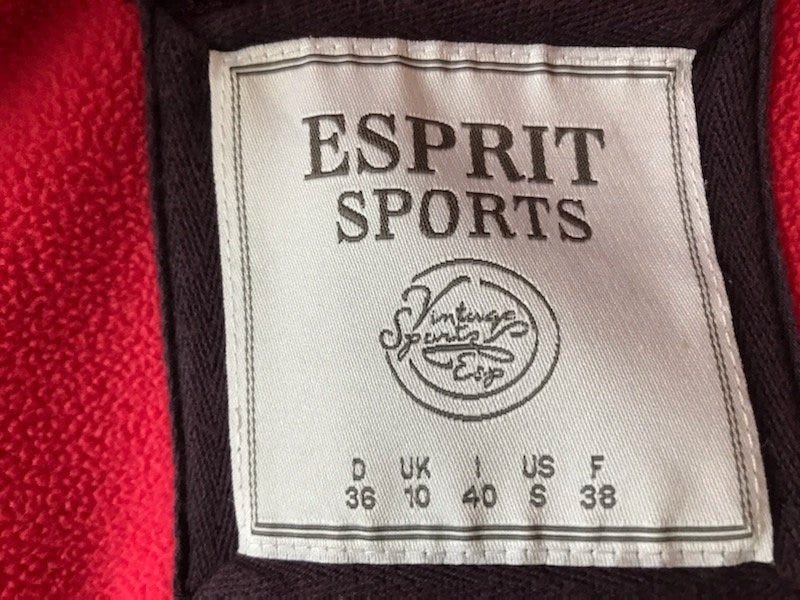 ESPRIT
SPORTS
Vintage
Sports
Esp
D UK I US F
36 10 40 S 38